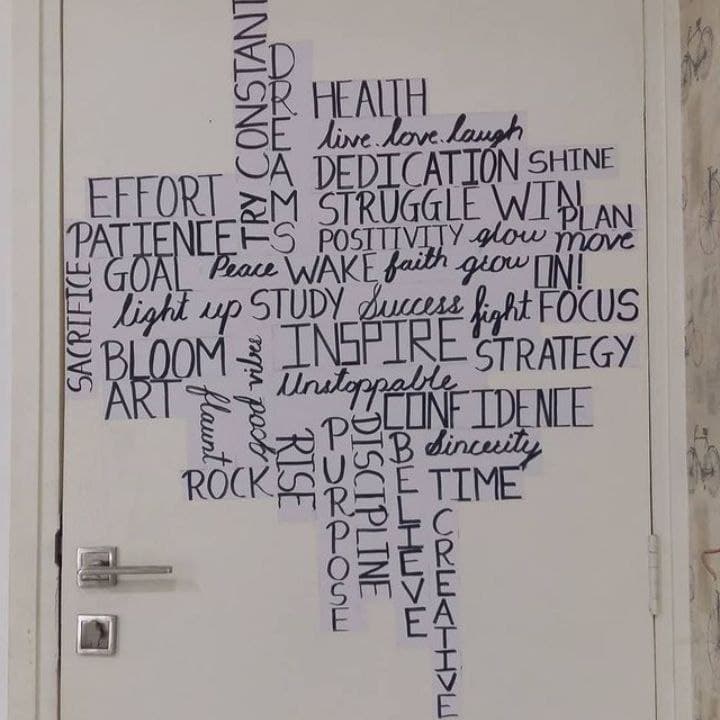 CONSTANT
TRY
DREAMS
HEALTH
live.love.laugh
DEDICATION SHINE
EFFORT STRUGGLE WIN
PLAN
PATIENCE POSITIVITY glow move
GOAL Peace WAKE faith grow ON!
SACRIFICE
light up STUDY Success fight FOCUS
BLOOM INSPIRE STRATEGY
good vibes
ART Unstoppable
flaunt
CONFIDENCE
RISE
PURPOSE
DISCIPLINE
BELIEVE
Sincerity
ROCK TIME
CREATIVE